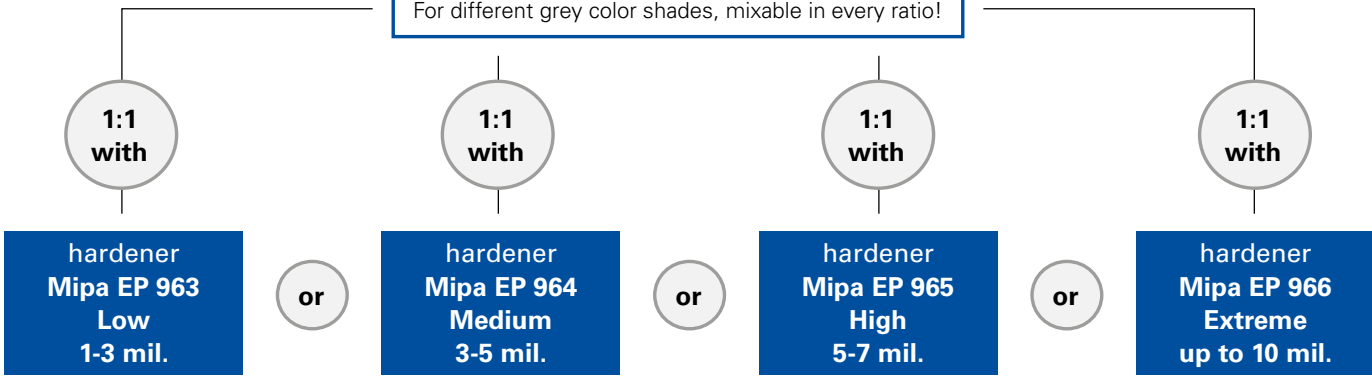 For different grey color shades, mixable in every ratio!
1:1
with
1:1
with
1:1
with
1:1
with
hardener
Mipa EP 963
Low
1-3 mil.
or
hardener
Mipa EP 964
Medium
3-5 mil.
or
hardener
Mipa EP 965
High
5-7 mil.
or
hardener
Mipa EP 966
Extreme
up to 10 mil.